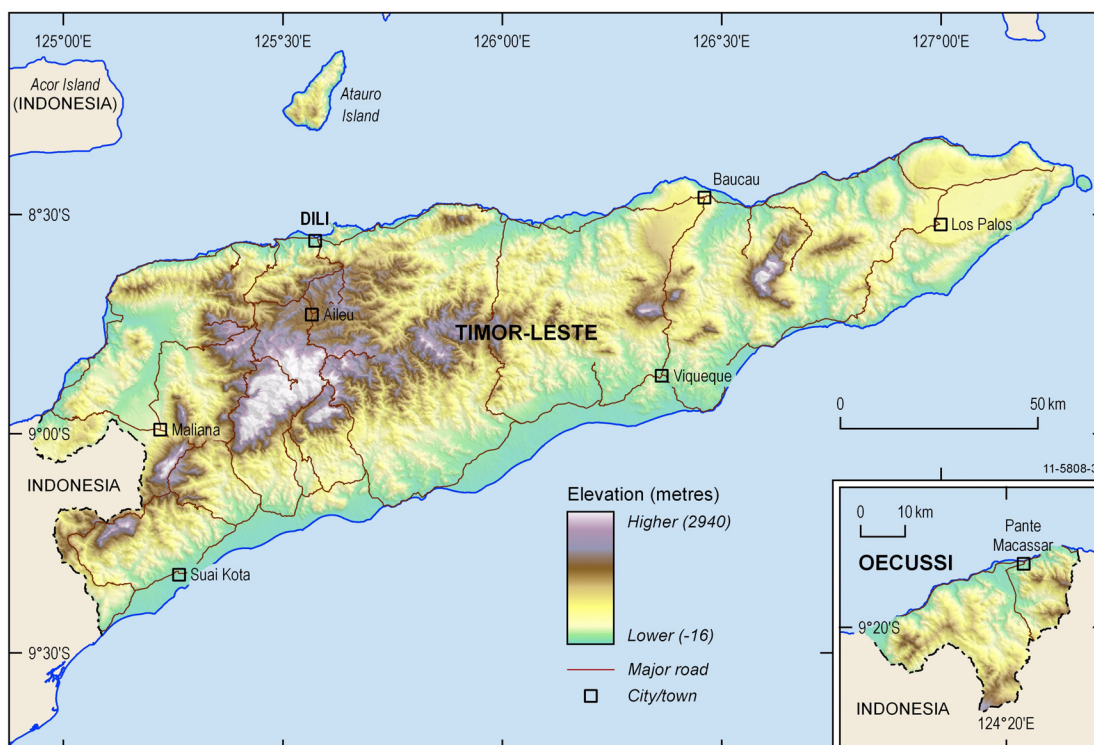 125°00'E
125°30'E
126°00'E
126°30'E
127°00'E
Acor Island
(INDONESIA)
Atauro
Island
Baucau
8°30'S
DILI
Los Palos
Aileu
TIMOR-LESTE
Viqueque
0 50 km
9°00'S
Maliana
11-5808-3
INDONESIA
Elevation (metres)
Higher (2940)
Lower (-16)
Major road
City/town
Suai Kota
9°30'S
0 10 km
Pante
Macassar
OECUSSI
9°20'S
INDONESIA
124°20'E